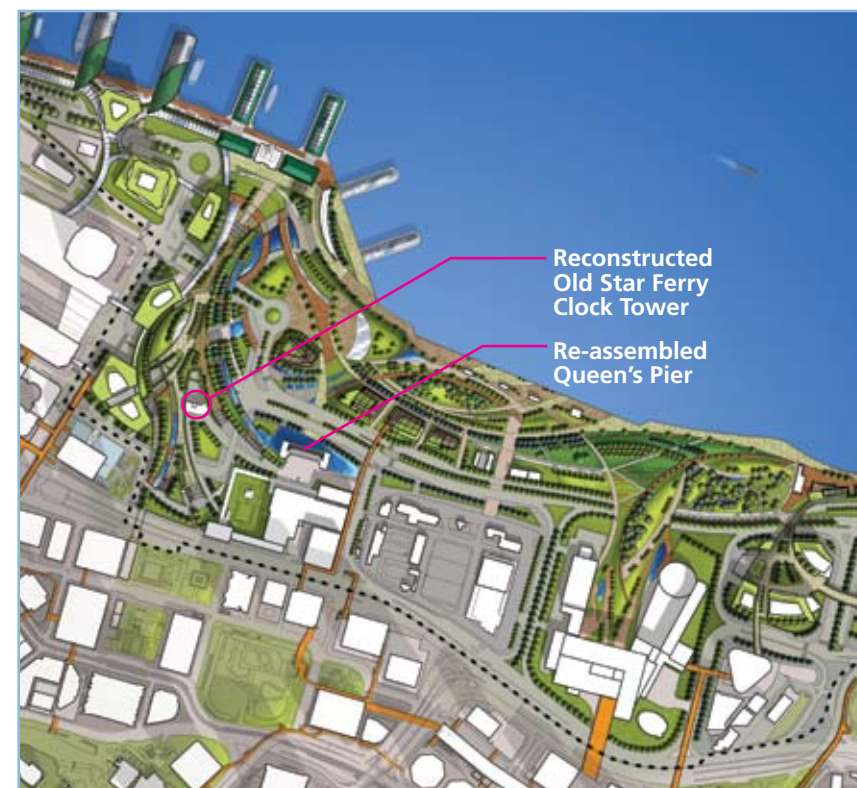 Reconstructed
Old Star Ferry
Clock Tower
Re-assembled
Queen’s Pier